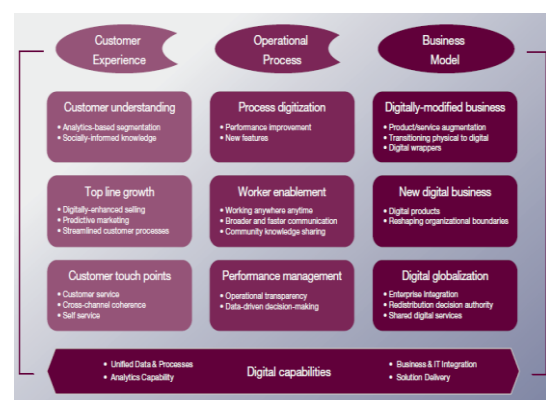 Customer
Experience
Operational
Process
Business
Model
Customer understanding
• Analytics-based segmentation
• Socially-informed knowledge
Process digitization
• Performance improvement
• New features
Digitally-modified business
• Product/service augmentation
• Transitioning physical to digital
• Digital wrappers
Top line growth
• Digitally-enhanced selling
• Predictive marketing
• Streamlined customer processes
Worker enablement
• Working anywhere anytime
• Broader and faster communication
• Community knowledge sharing
New digital business
• Digital products
• Reshaping organizational boundaries
Customer touch points
• Customer service
• Cross-channel coherence
• Self service
Performance management
• Operational transparency
• Data-driven decision-making
Digital globalization
• Enterprise Integration
• Redistribution decision authority
• Shared digital services
• Unified Data & Processes
• Analytics Capability
Digital capabilities
• Business & IT Integration
• Solution Delivery